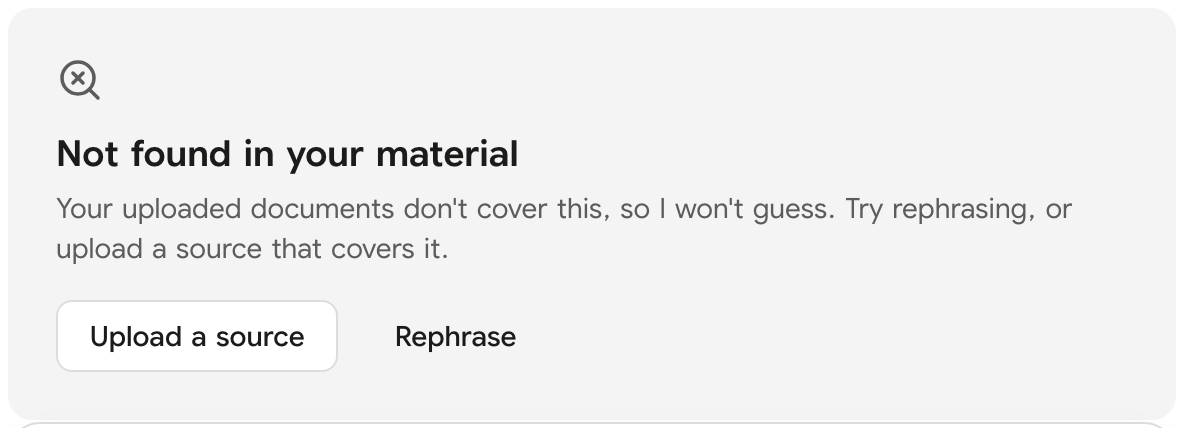 Not found in your material
Your uploaded documents don't cover this, so I won't guess. Try rephrasing, or
upload a source that covers it.
Upload a source
Rephrase